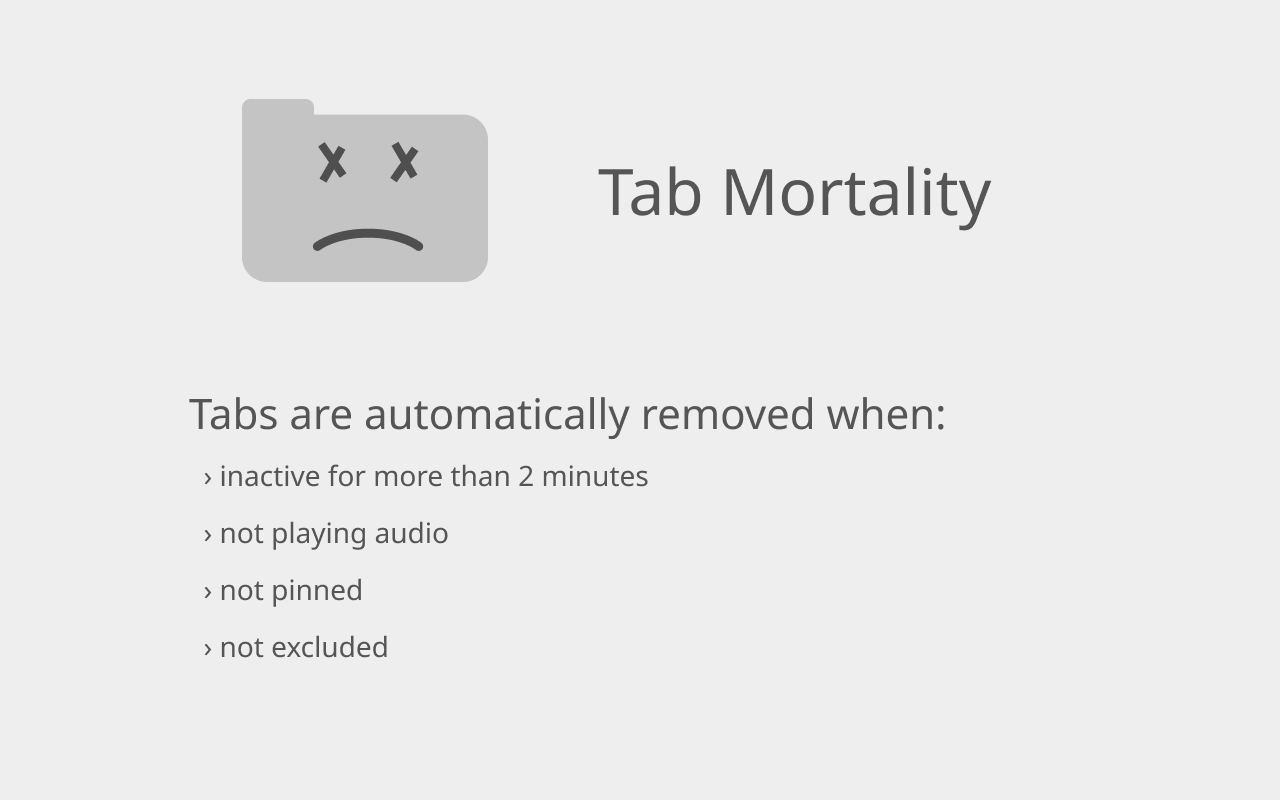 Tab Mortality
Tabs are automatically removed when:
› inactive for more than 2 minutes
› not playing audio
› not pinned
› not excluded